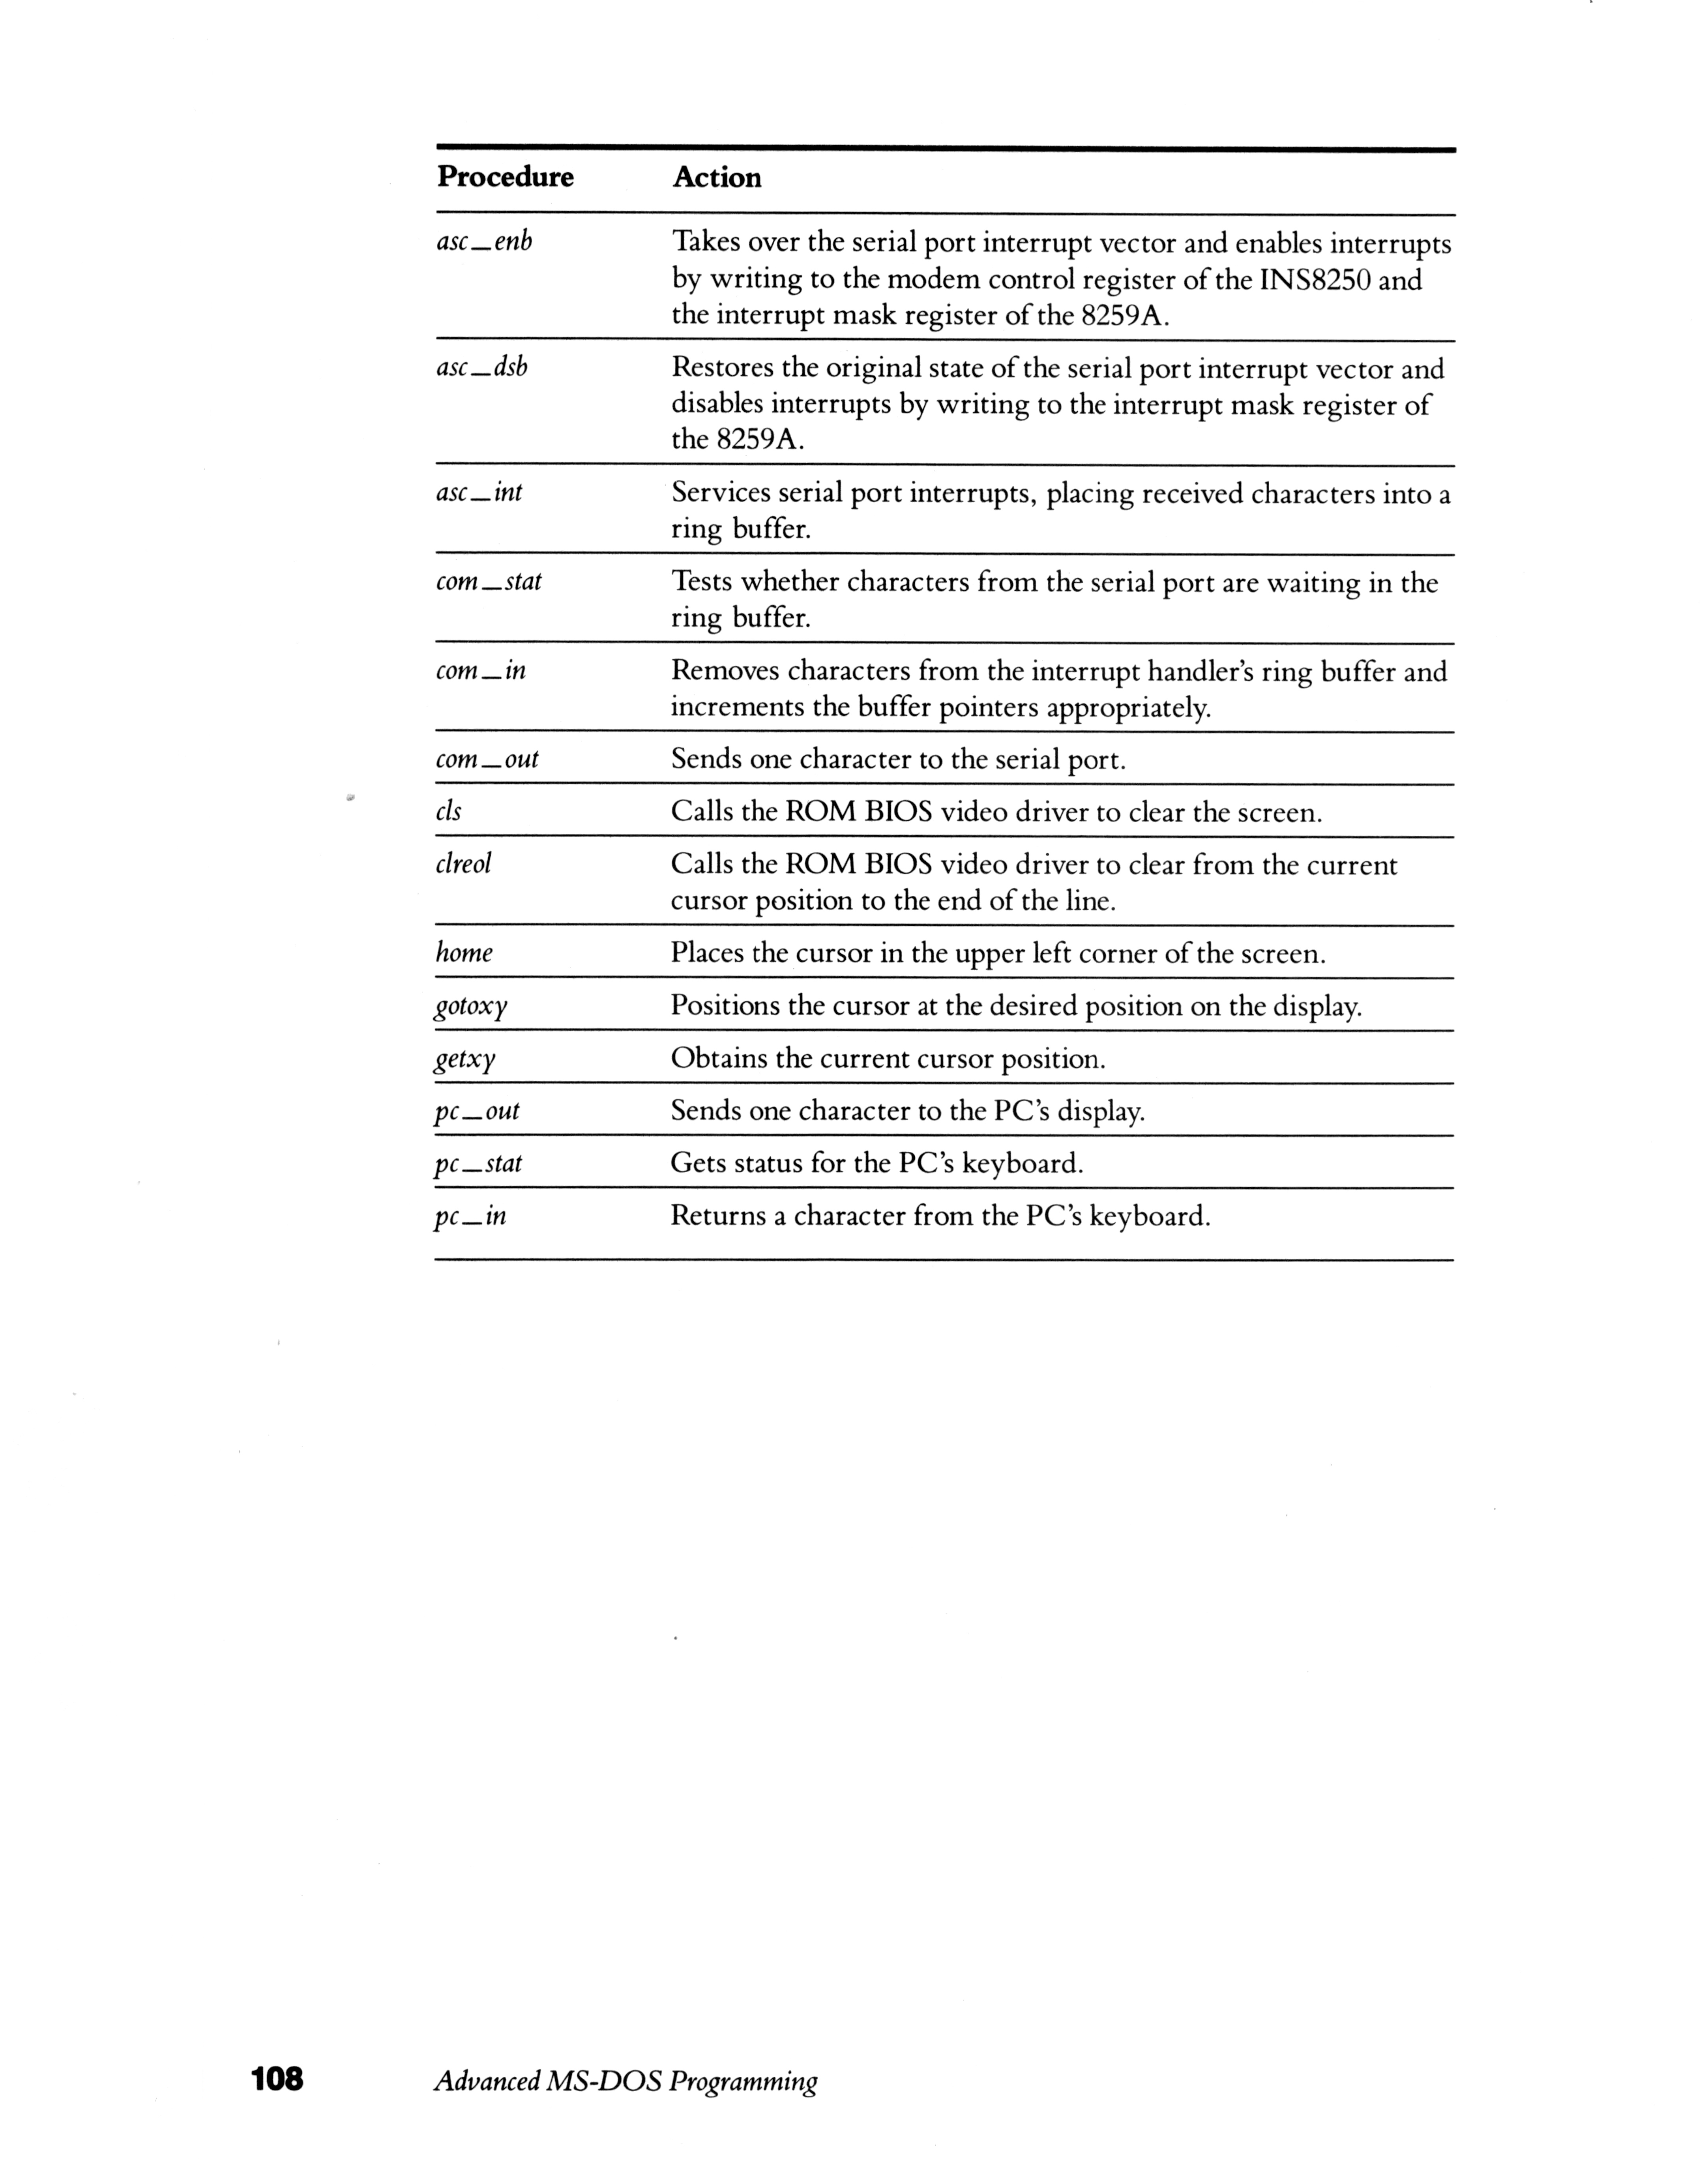 Procedure Action
asc_enb Takes over the serial port interrupt vector and enables interrupts
by writing to the modem control register of the INS8250 and
the interrupt mask register of the 8259A.
asc_dsb Restores the original state of the serial port interrupt vector and
disables interrupts by writing to the interrupt mask register of
the 8259A.
asc_int Services serial port interrupts, placing received characters into a
ring buffer.
com_stat Tests whether characters from the serial port are waiting in the
ring buffer.
com_in Removes characters from the interrupt handler's ring buffer and
increments the buffer pointers appropriately.
com_out Sends one character to the serial port.
cls Calls the ROM BIOS video driver to clear the screen.
clreol Calls the ROM BIOS video driver to clear from the current
cursor position to the end of the line.
home Places the cursor in the upper left corner of the screen.
gotoxy Positions the cursor at the desired position on the display.
getxy Obtains the current cursor position.
pc_out Sends one character to the PC's display.
pc_stat Gets status for the PC's keyboard.
pc_in Returns a character from the PC's keyboard.
108 Advanced MS-DOS Programming